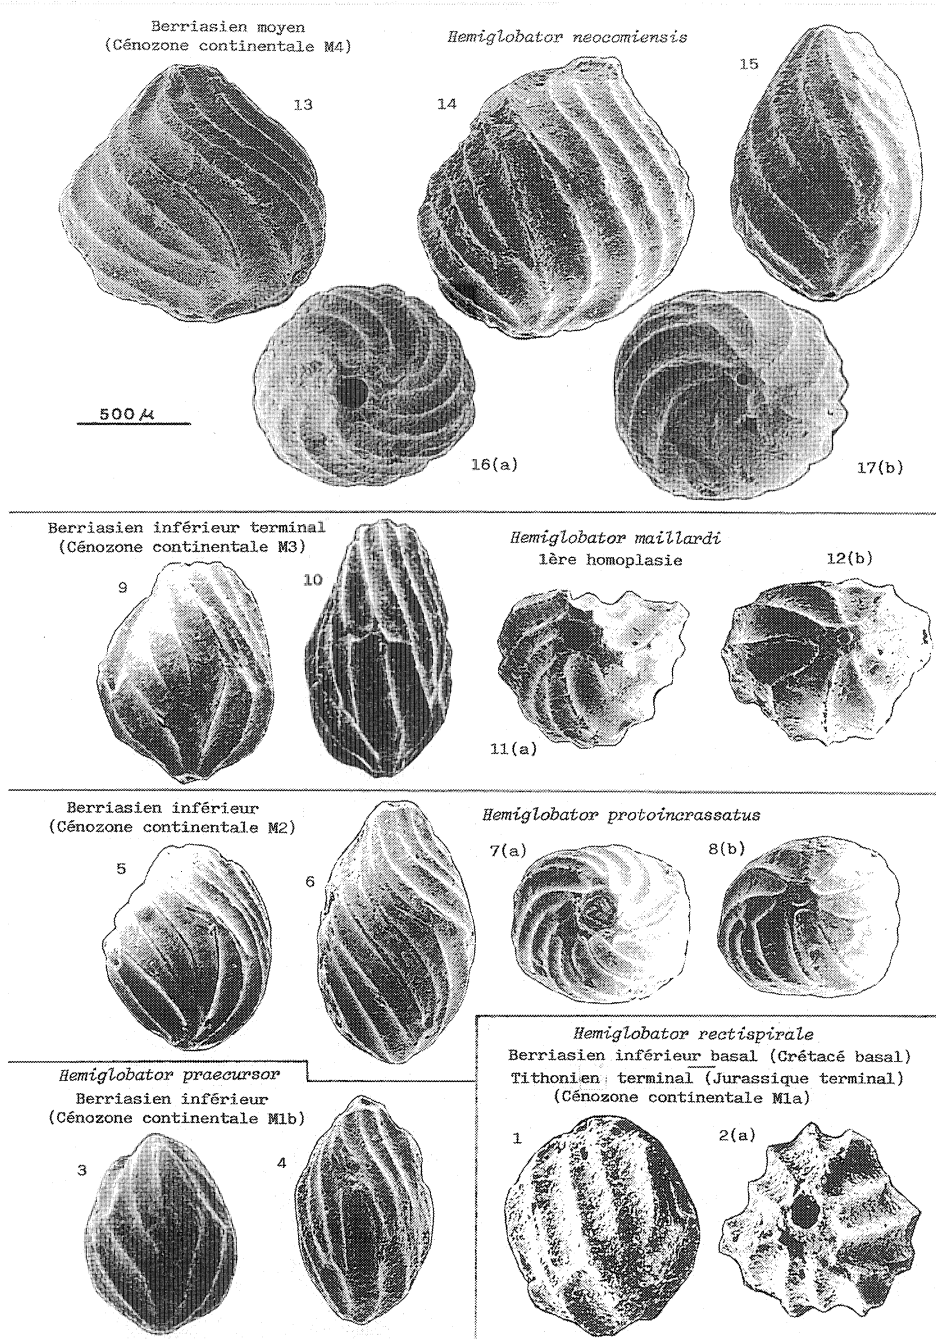 Berriasien moyen
(Cénozone continentale M4)
Hemiglobator neocomiensis
13
14
15
500 µ
16(a)
17(b)
Berriasien inférieur terminal
(Cénozone continentale M3)
9
10
Hemiglobator maillardi
1ère homoplasie
12(b)
11(a)
Berriasien inférieur
(Cénozone continentale M2)
5
6
Hemiglobator protoincrassatus
7(a)
8(b)
Hemiglobator praecursor
Berriasien inférieur
(Cénozone continentale M1b)
3
4
Hemiglobator rectispirale
Berriasien inférieur basal (Crétacé basal)
Tithonien terminal (Jurassique terminal)
(Cénozone continentale M1a)
1
2(a)